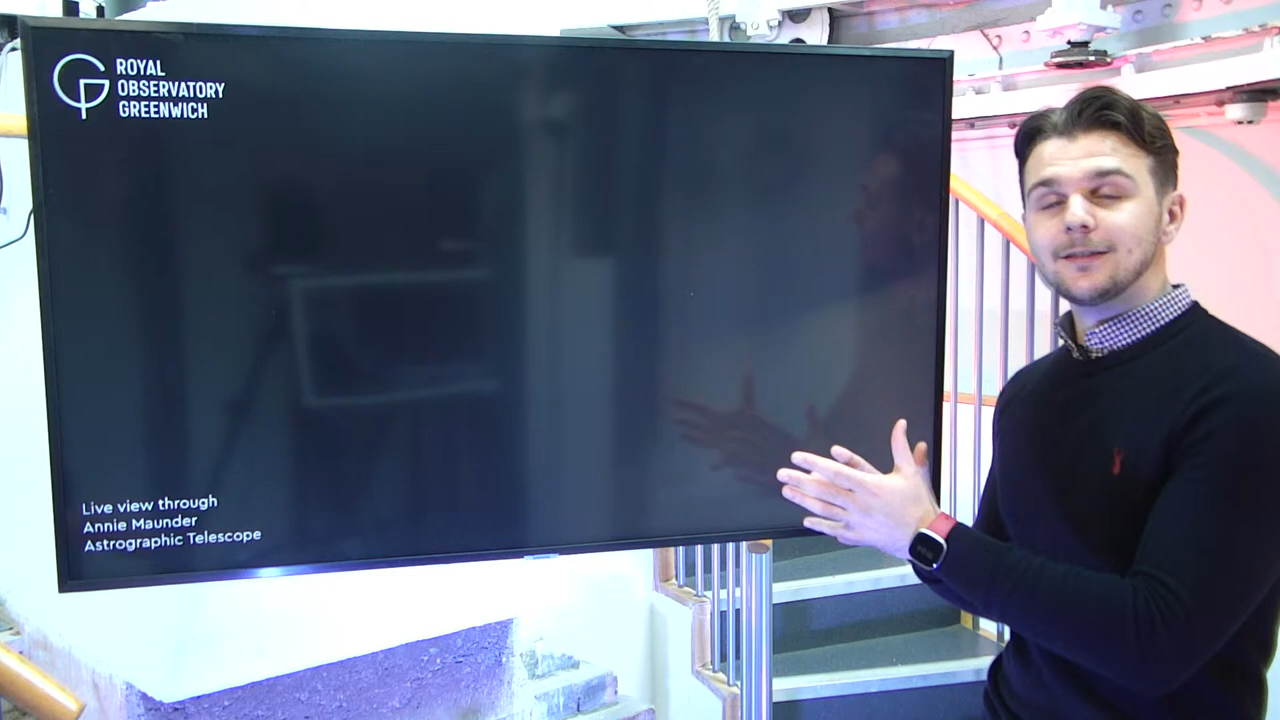 ROYAL
OBSERVATORY
GREENWICH
Live view through
Annie Maunder
Astrographic Telescope